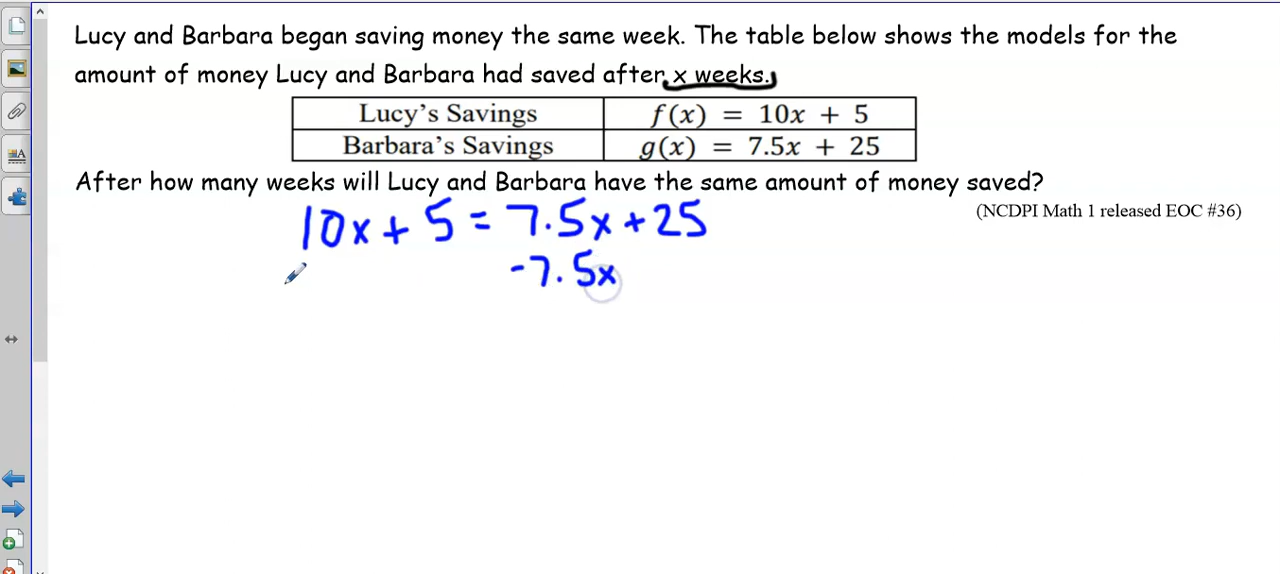 Lucy and Barbara began saving money the same week. The table below shows the models for the
amount of money Lucy and Barbara had saved after x weeks.
Lucy's Savings f(x) = 10x + 5
Barbara's Savings g(x) = 7.5x + 25
After how many weeks will Lucy and Barbara have the same amount of money saved?
(NCDPI Math 1 released EOC #36)
10x + 5 = 7.5x + 25
-7.5x